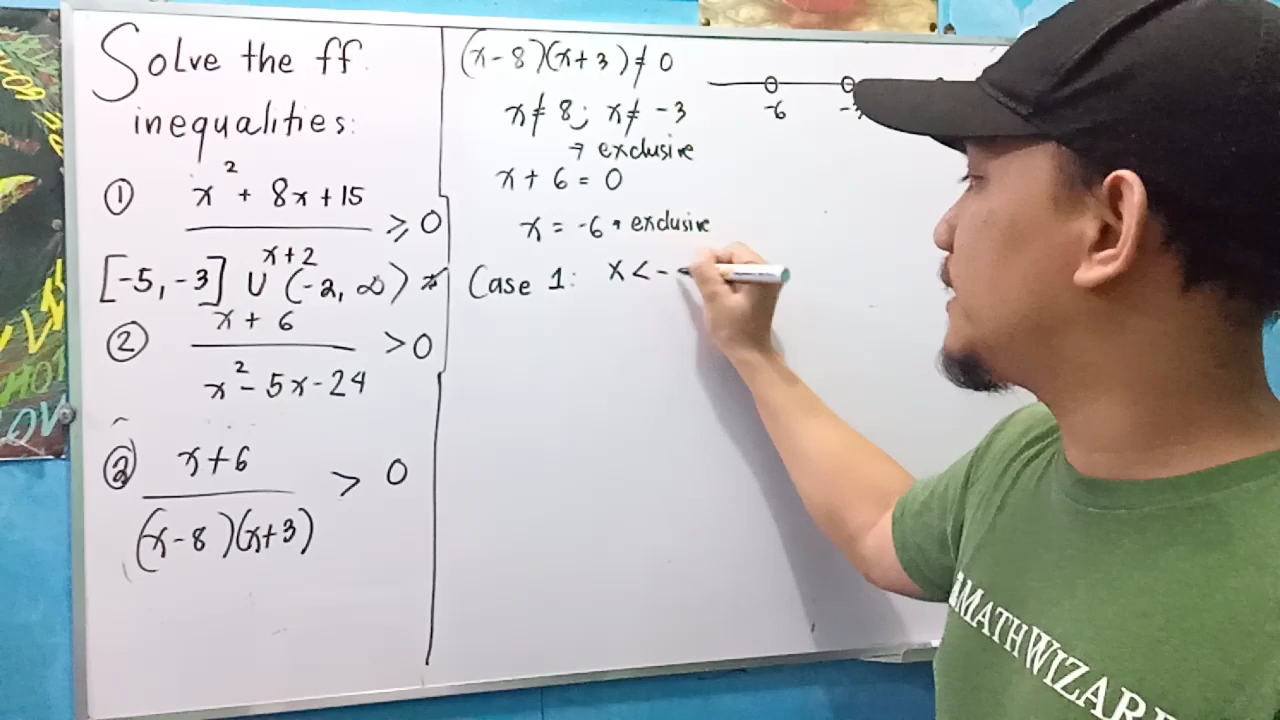 Solve the ff.
inequalities:
① x² + 8x + 15 / x + 2 ≥ 0
[-5, -3] ∪ (-2, ∞)
② x + 6 / x² - 5x - 24 > 0
② x + 6 / (x - 8)(x + 3) > 0
(x - 8)(x + 3) ≠ 0
x ≠ 8; x ≠ -3
→ exclusive
x + 6 = 0
x = -6 • exclusive
Case 1: x < -
-6
MATHWIZAR